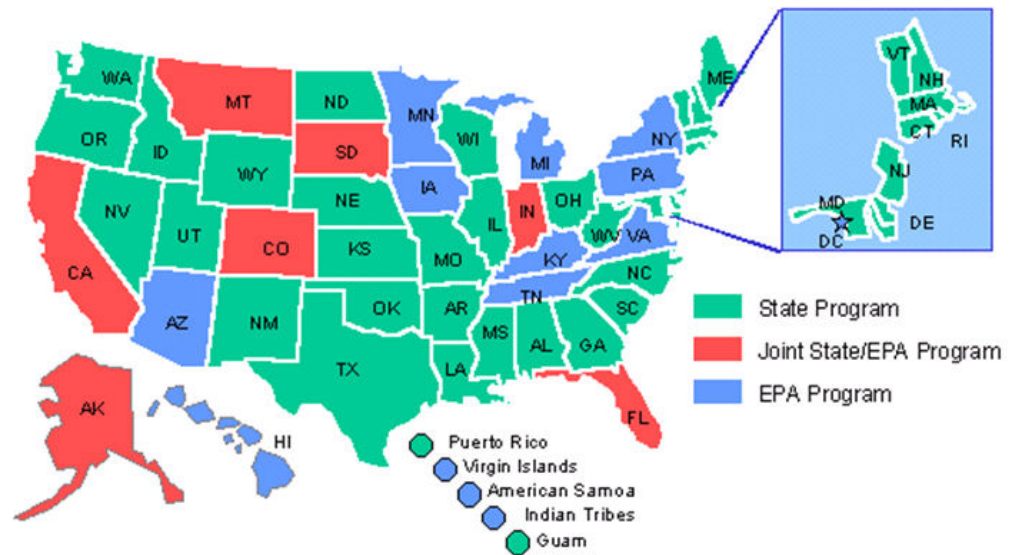 WA
MT
ND
MN
ME
OR
ID
SD
WI
NY
WY
MI
IA
PA
NV
NE
UT
CO
KS
IL
IN
OH
WV
VA
CA
MO
KY
AZ
NM
OK
AR
TN
NC
MS
AL
GA
SC
TX
LA
FL
AK
HI
VT
NH
MA
CT
RI
NJ
MD
DE
DC
State Program
Joint State/EPA Program
EPA Program
Puerto Rico
Virgin Islands
American Samoa
Indian Tribes
Guam